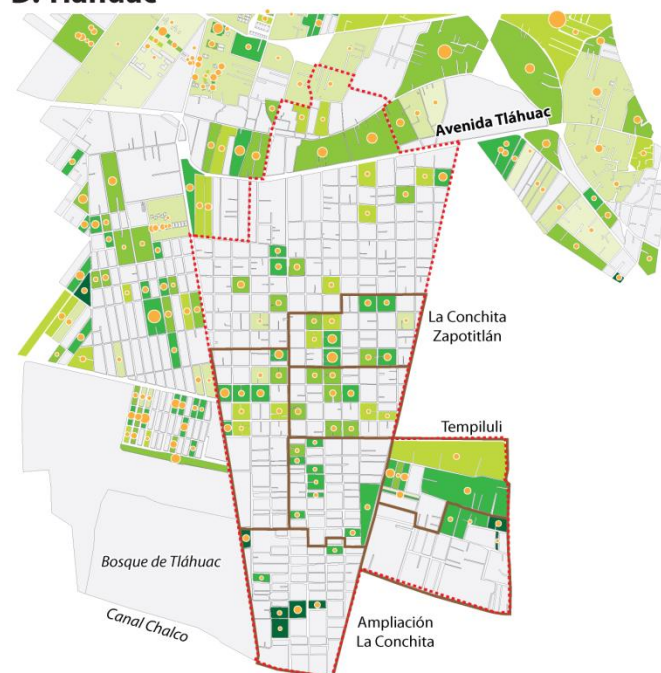 D. Tláhuac
Avenida Tláhuac
La Conchita
Zapotitlán
Tempiluli
Bosque de Tláhuac
Canal Chalco
Ampliación
La Conchita